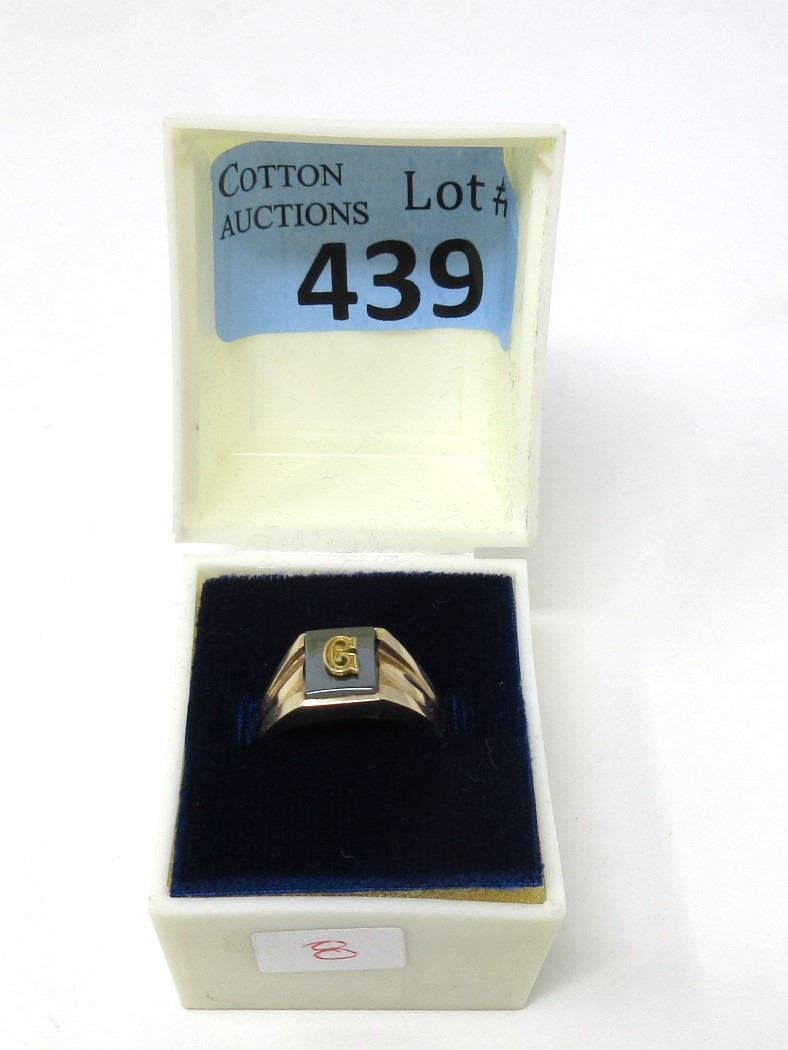 COTTON
AUCTIONS
Lot #
439
G
8